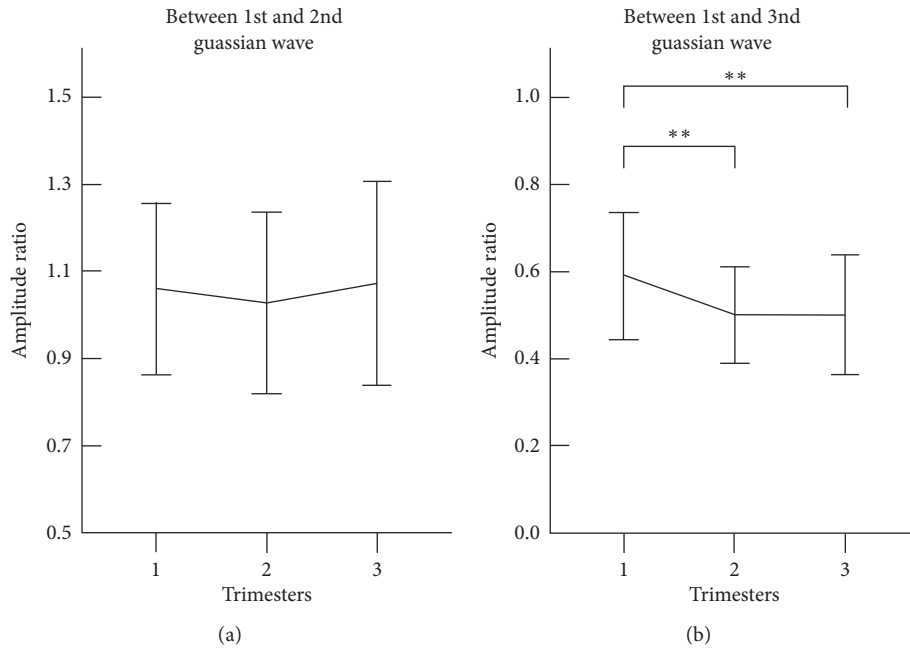 Between 1st and 2nd
guassian wave
1.5
1.3
1.1
0.9
0.7
0.5
Amplitude ratio
1 2 3
Trimesters
(a)
Between 1st and 3nd
guassian wave
1.0
0.8
0.6
0.4
0.2
0.0
Amplitude ratio
**
**
1 2 3
Trimesters
(b)